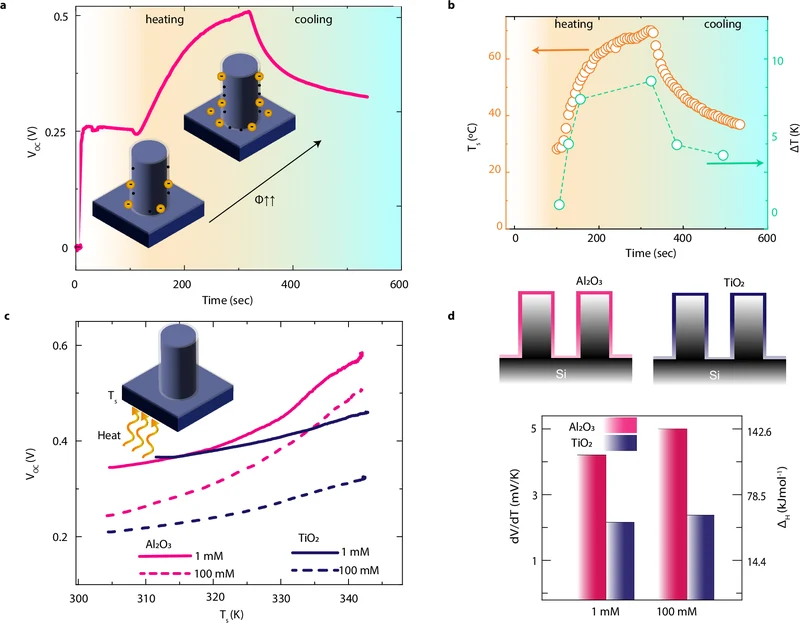 a
heating
cooling
0.5
0.25
0
V_OC (V)
Φ↑↑
0
200
400
600
Time (sec)
b
heating
cooling
60
40
20
0
T_s (ºC)
10
5
0
ΔT (K)
0
200
400
600
Time (sec)
c
0.6
0.4
0.2
V_OC (V)
T_s
Heat
Al₂O₃
TiO₂
1 mM
1 mM
100 mM
100 mM
300
310
320
330
340
T_s (K)
d
Al₂O₃
TiO₂
Si
Si
Al₂O₃
TiO₂
5
3
1
dV/dT (mV/K)
142.6
78.5
14.4
Δ_H (kJmol⁻¹)
1 mM
100 mM